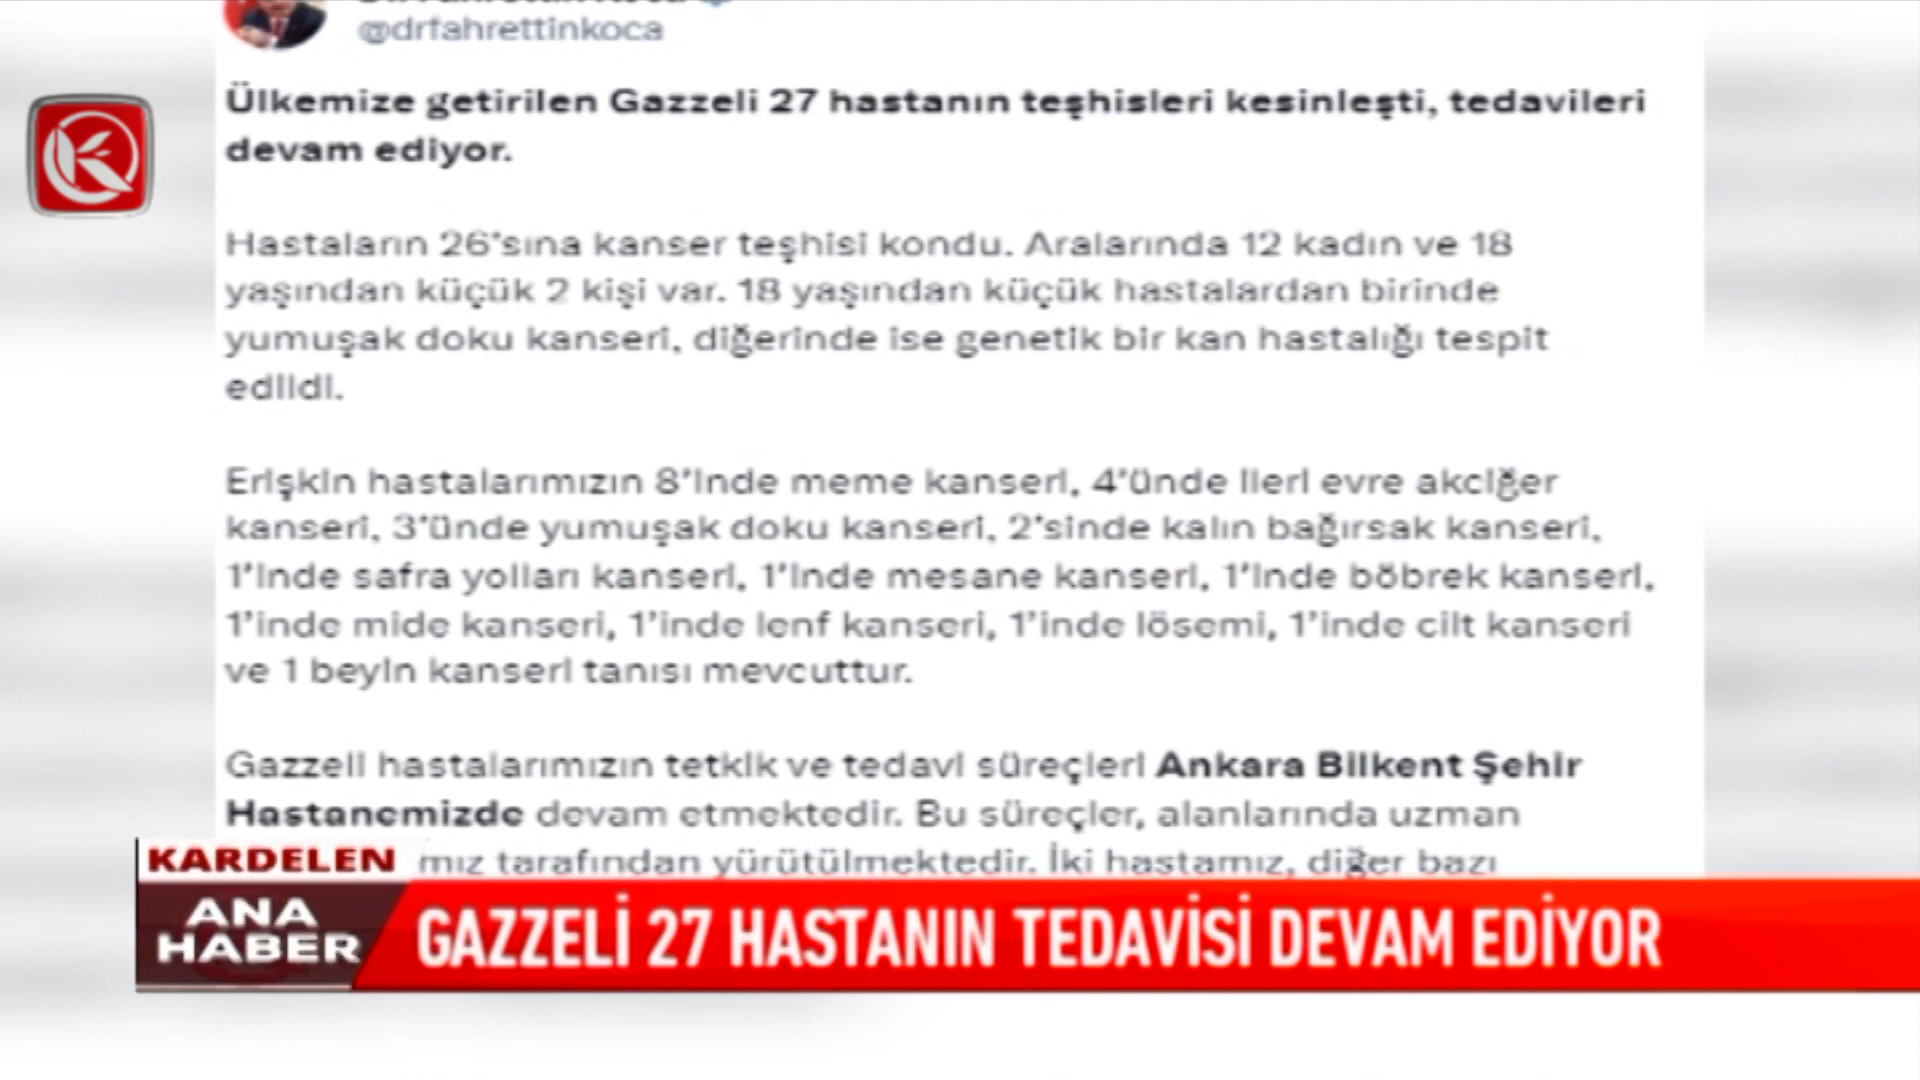 @drfahrettinkoca
Ülkemize getirilen Gazzeli 27 hastanın teşhisleri kesinleşti, tedavileri
devam ediyor.
Hastaların 26'sına kanser teşhisi kondu. Aralarında 12 kadın ve 18
yaşından küçük 2 kişi var. 18 yaşından küçük hastalardan birinde
yumuşak doku kanseri, diğerinde ise genetik bir kan hastalığı tespit
edildi.
Erişkin hastalarımızın 8'inde meme kanseri, 4'ünde ileri evre akciğer
kanseri, 3'ünde yumuşak doku kanseri, 2'sinde kalın bağırsak kanseri,
1'inde safra yolları kanseri, 1'inde mesane kanseri, 1'inde böbrek kanseri,
1'inde mide kanseri, 1'inde lenf kanseri, 1'inde lösemi, 1'inde cilt kanseri
ve 1 beyin kanseri tanısı mevcuttur.
Gazzeli hastalarımızın tetkik ve tedavi süreçleri Ankara Bilkent Şehir
Hastanemizde devam etmektedir. Bu süreçler, alanlarında uzman
mız tarafından yürütülmektedir. İki hastamız, diğer bazı
KARDELEN
ANA
HABER
GAZZELİ 27 HASTANIN TEDAVİSİ DEVAM EDİYOR